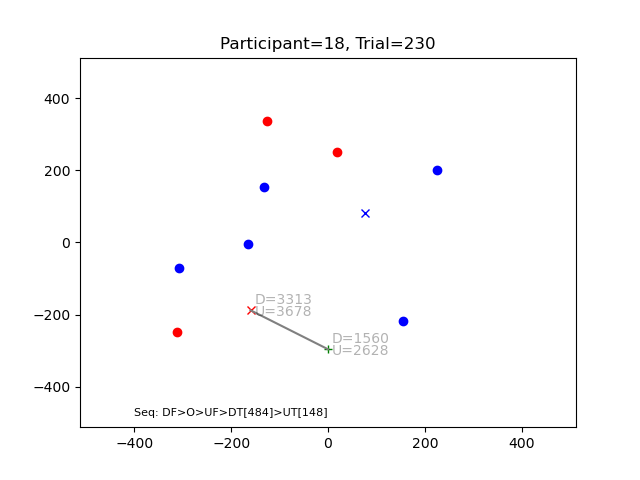 Participant=18, Trial=230
400
200
0
−200
−400
D=3313
U=3678
D=1560
U=2628
Seq: DF>O>UF>DT[484]>UT[148]
−400
−200
0
200
400